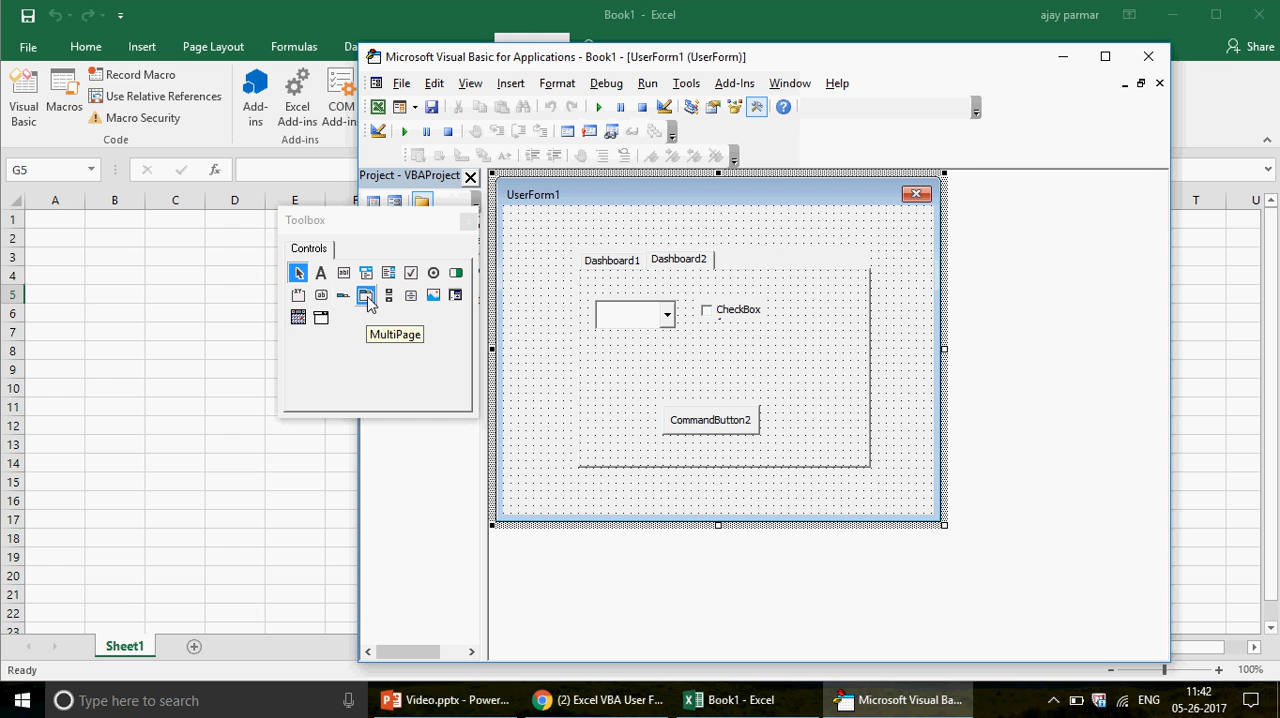 Book1 - Excel
ajay parmar
File
Home
Insert
Page Layout
Formulas
Da
Share
Visual Basic
Macros
Record Macro
Use Relative References
Macro Security
Code
Add-ins
Excel Add-ins
COM Add-in
Add-ins
G5
A B C D E F
T U
1
2
3
4
5
6
7
8
9
10
11
12
13
14
15
16
17
18
19
20
21
22
23
Microsoft Visual Basic for Applications - Book1 - [UserForm1 (UserForm)]
File Edit View Insert Format Debug Run Tools Add-Ins Window Help
Project - VBAProject
Toolbox
Controls
MultiPage
UserForm1
Dashboard1 Dashboard2
CheckBox
CommandButton2
Sheet1
Ready
100%
Type here to search
Video.pptx - Power...
(2) Excel VBA User F...
Book1 - Excel
Microsoft Visual Ba...
ENG
11:42
05-26-2017